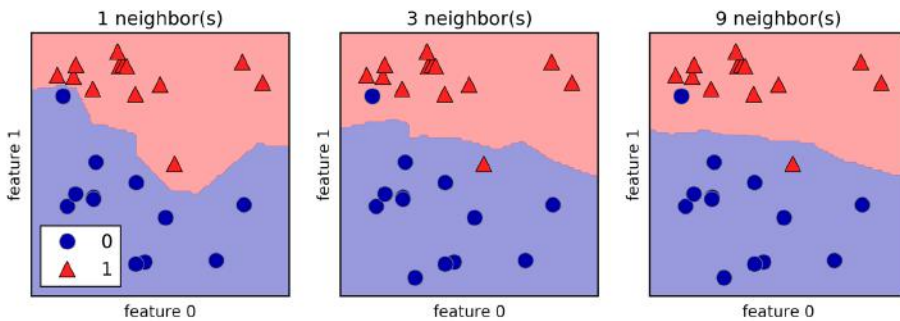 1 neighbor(s)
3 neighbor(s)
9 neighbor(s)
feature 1
feature 1
feature 1
0
1
feature 0
feature 0
feature 0